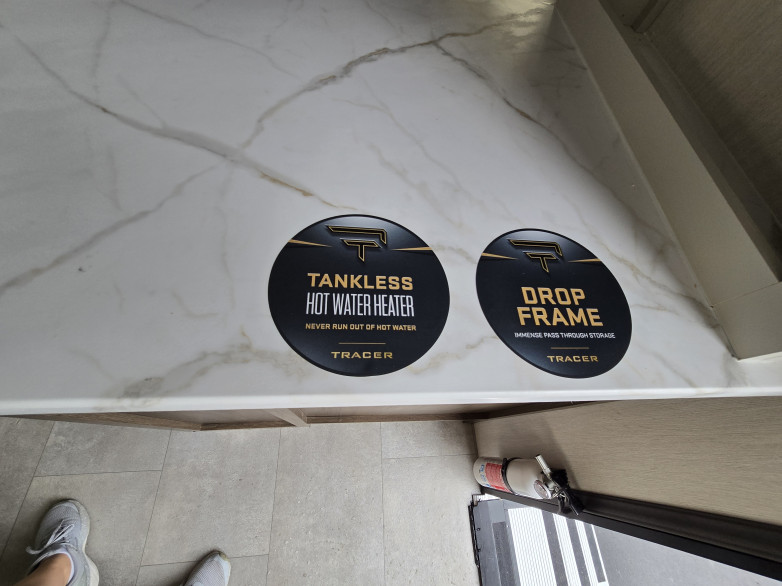 TANKLESS
HOT WATER HEATER
NEVER RUN OUT OF HOT WATER
TRACER
DROP
FRAME
IMMENSE PASS THROUGH STORAGE
TRACER